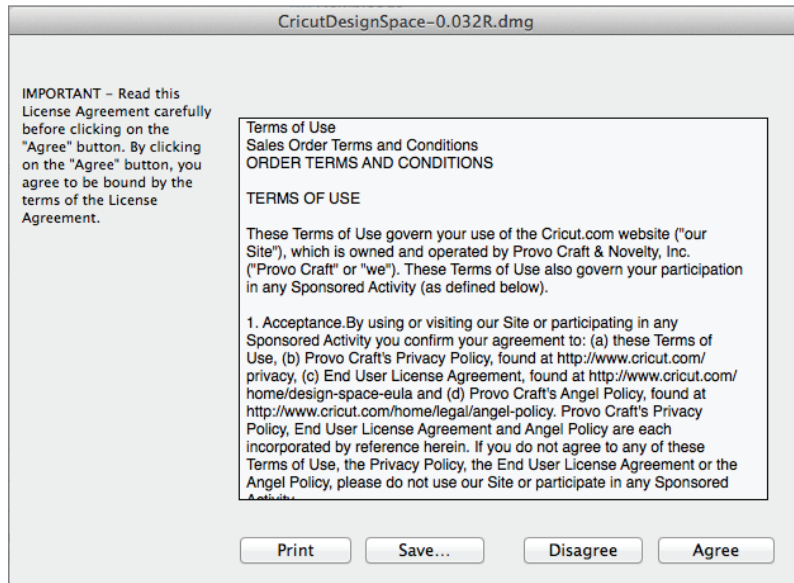 CricutDesignSpace-0.032R.dmg
IMPORTANT – Read this
License Agreement carefully
before clicking on the
"Agree" button. By clicking
on the "Agree" button, you
agree to be bound by the
terms of the License
Agreement.
Terms of Use
Sales Order Terms and Conditions
ORDER TERMS AND CONDITIONS
TERMS OF USE
These Terms of Use govern your use of the Cricut.com website ("our
Site"), which is owned and operated by Provo Craft & Novelty, Inc.
("Provo Craft" or "we"). These Terms of Use also govern your participation
in any Sponsored Activity (as defined below).
1. Acceptance.By using or visiting our Site or participating in any
Sponsored Activity you confirm your agreement to: (a) these Terms of
Use, (b) Provo Craft's Privacy Policy, found at http://www.cricut.com/
privacy, (c) End User License Agreement, found at http://www.cricut.com/
home/design-space-eula and (d) Provo Craft's Angel Policy, found at
http://www.cricut.com/home/legal/angel-policy. Provo Craft's Privacy
Policy, End User License Agreement and Angel Policy are each
incorporated by reference herein. If you do not agree to any of these
Terms of Use, the Privacy Policy, the End User License Agreement or the
Angel Policy, please do not use our Site or participate in any Sponsored
Print Save... Disagree Agree